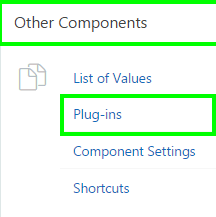 Other Components
List of Values
Plug-ins
Component Settings
Shortcuts